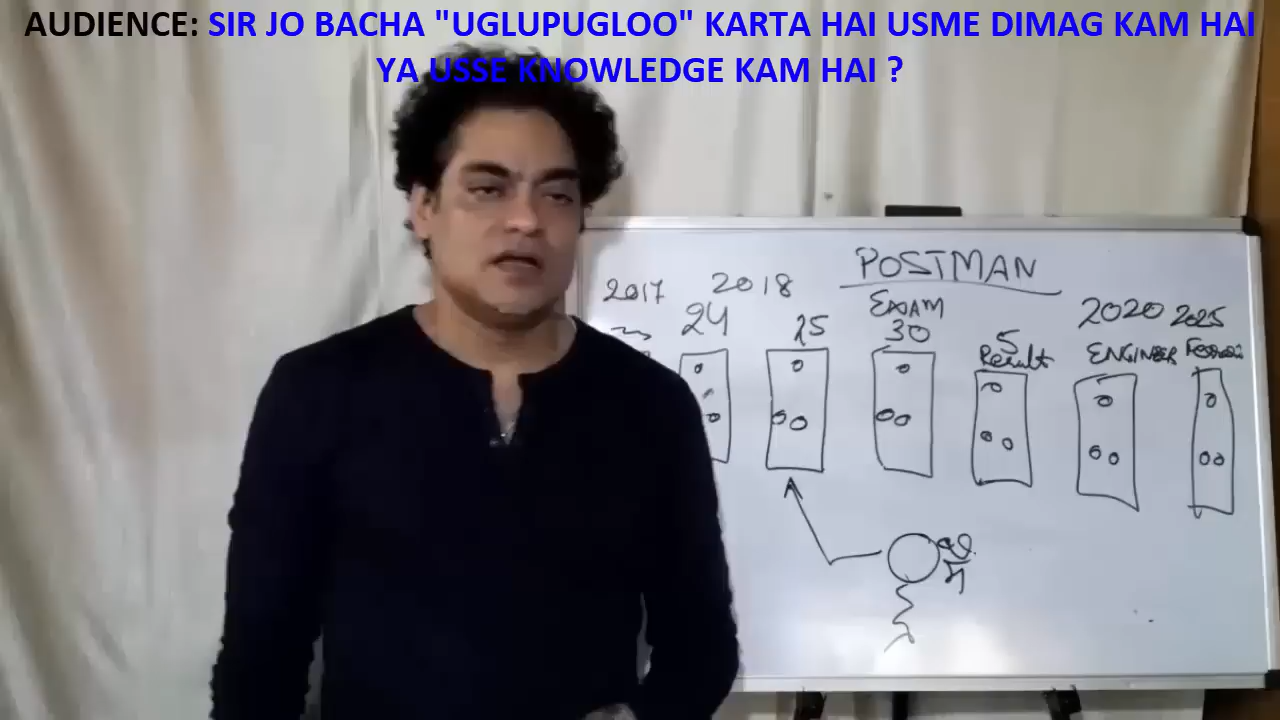 AUDIENCE: SIR JO BACHA "UGLUPUGLOO" KARTA HAI USME DIMAG KAM HAI
YA USSE KNOWLEDGE KAM HAI ?
POSTMAN
2017 2018 EXAM 2020 2025
24 25 30 5 ENGINEER
Result